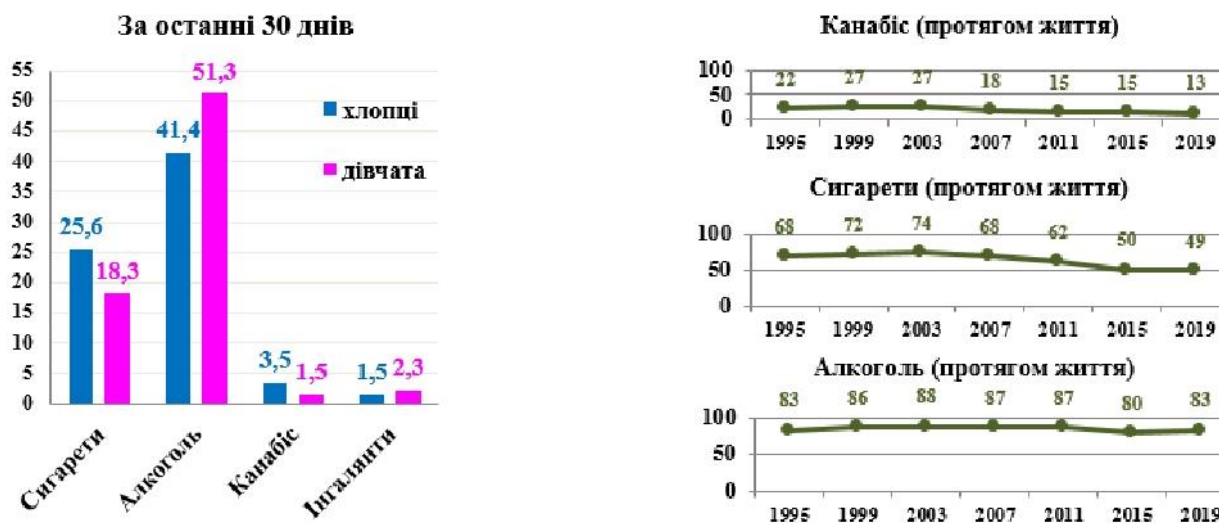 За останні 30 днів
55
50
45
40
35
30
25
20
15
10
5
0
25,6
18,3
41,4
51,3
3,5
1,5
1,5
2,3
хлопці
дівчата
Сигарети
Алкоголь
Канабіс
Інгалянти
Канабіс (протягом життя)
100
50
0
22 27 27 18 15 15 13
1995 1999 2003 2007 2011 2015 2019
Сигарети (протягом життя)
100
50
0
68 72 74 68 62 50 49
1995 1999 2003 2007 2011 2015 2019
Алкоголь (протягом життя)
100
50
0
83 86 88 87 87 80 83
1995 1999 2003 2007 2011 2015 2019